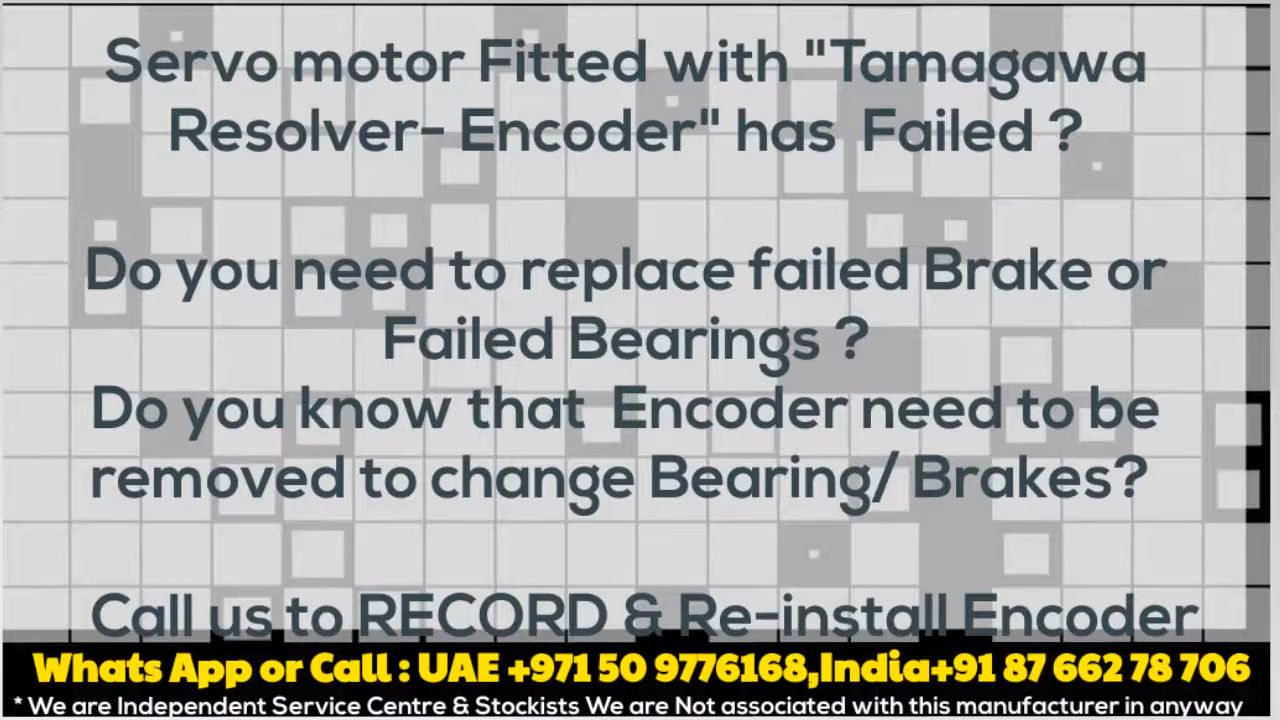 Servo motor Fitted with "Tamagawa
Resolver- Encoder" has Failed ?
Do you need to replace failed Brake or
Failed Bearings ?
Do you know that Encoder need to be
removed to change Bearing/ Brakes?
Call us to RECORD & Re-install Encoder
Whats App or Call : UAE +971 50 9776168,India+91 87 662 78 706
* We are Independent Service Centre & Stockists We are Not associated with this manufacturer in anyway